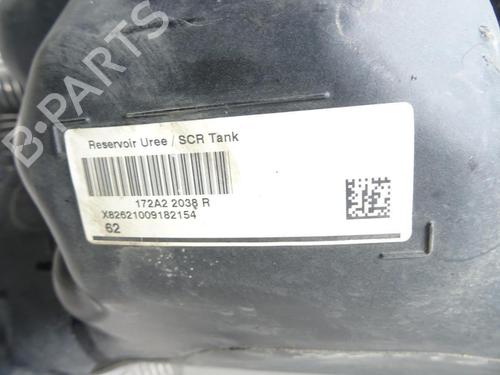 B-PARTS
Reservoir Uree / SCR Tank
172A2 2038 R
X82621009182154
62